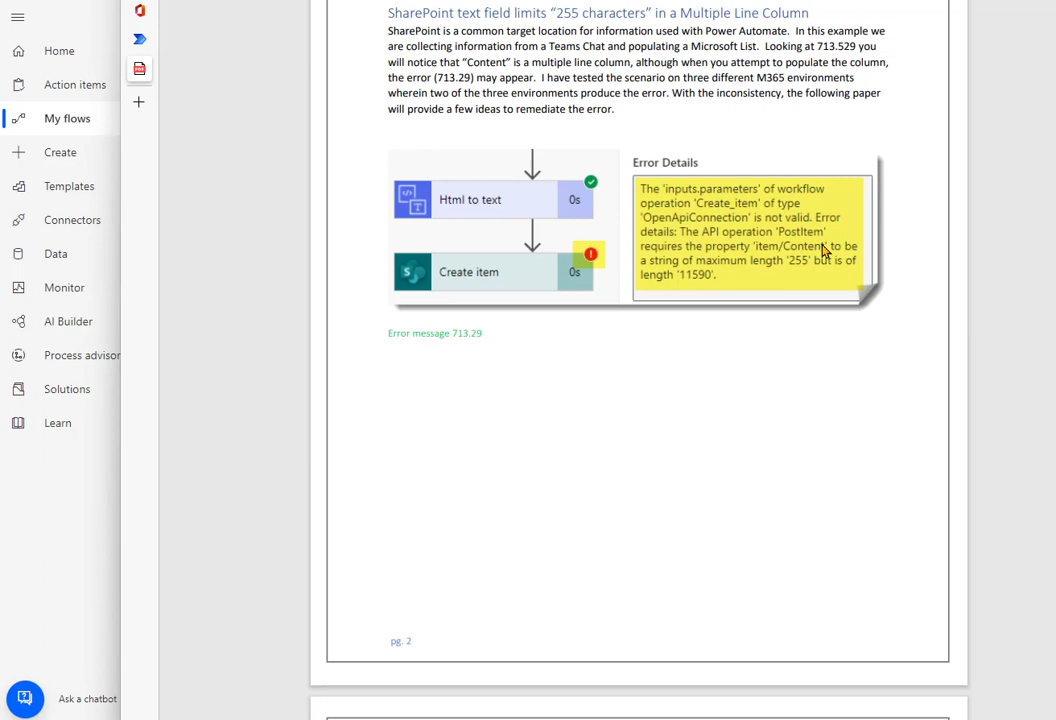 Home
Action items
My flows
Create
Templates
Connectors
Data
Monitor
AI Builder
Process advisor
Solutions
Learn
Ask a chatbot
SharePoint text field limits “255 characters” in a Multiple Line Column
SharePoint is a common target location for information used with Power Automate. In this example we
are collecting information from a Teams Chat and populating a Microsoft List. Looking at 713.529 you
will notice that “Content” is a multiple line column, although when you attempt to populate the column,
the error (713.29) may appear. I have tested the scenario on three different M365 environments
wherein two of the three environments produce the error. With the inconsistency, the following paper
will provide a few ideas to remediate the error.
Html to text
0s
Create item
0s
Error Details
The 'inputs.parameters' of workflow
operation 'Create_item' of type
'OpenApiConnection' is not valid. Error
details: The API operation 'PostItem'
requires the property 'item/Content' to be
a string of maximum length '255' but is of
length '11590'.
Error message 713.29
pg. 2